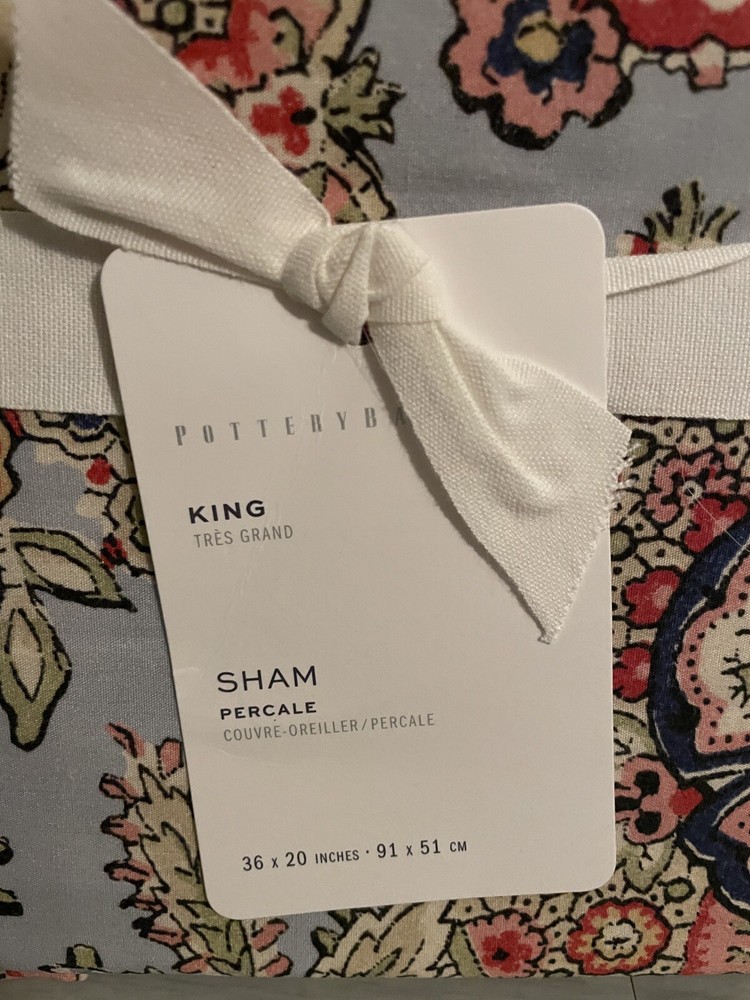 POTTERYBA
KING
TRÈS GRAND
SHAM
PERCALE
COUVRE-OREILLER/PERCALE
36 x 20 INCHES · 91 x 51 CM